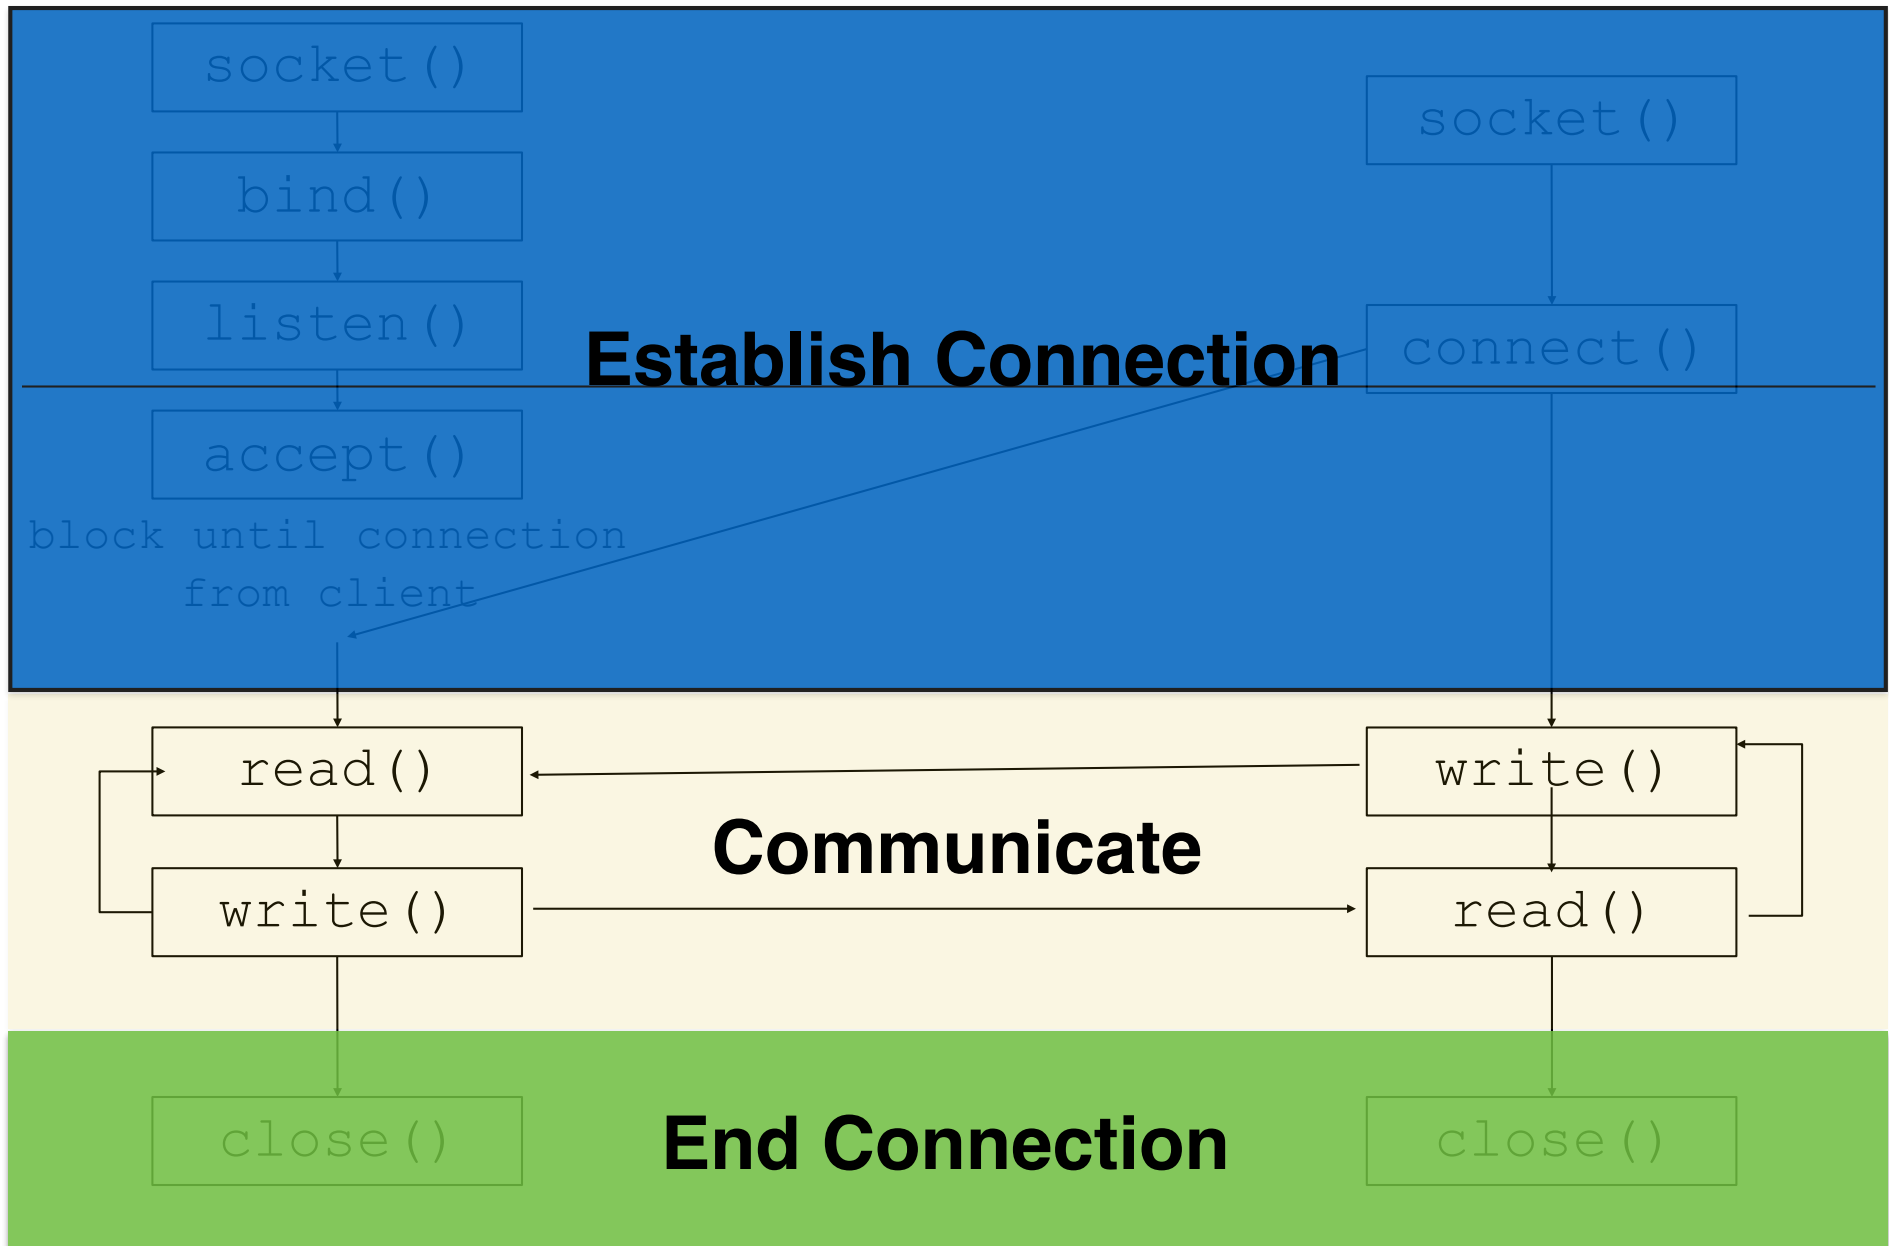 socket()
socket()
bind()
listen()
Establish Connection
connect()
accept()
block until connection
from client
read()
write()
Communicate
write()
read()
close()
End Connection
close()